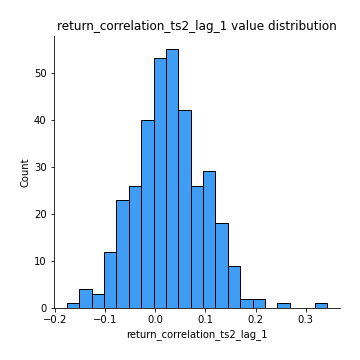 return_correlation_ts2_lag_1 value distribution
Count
50
40
30
20
10
0
−0.2 −0.1 0.0 0.1 0.2 0.3
return_correlation_ts2_lag_1